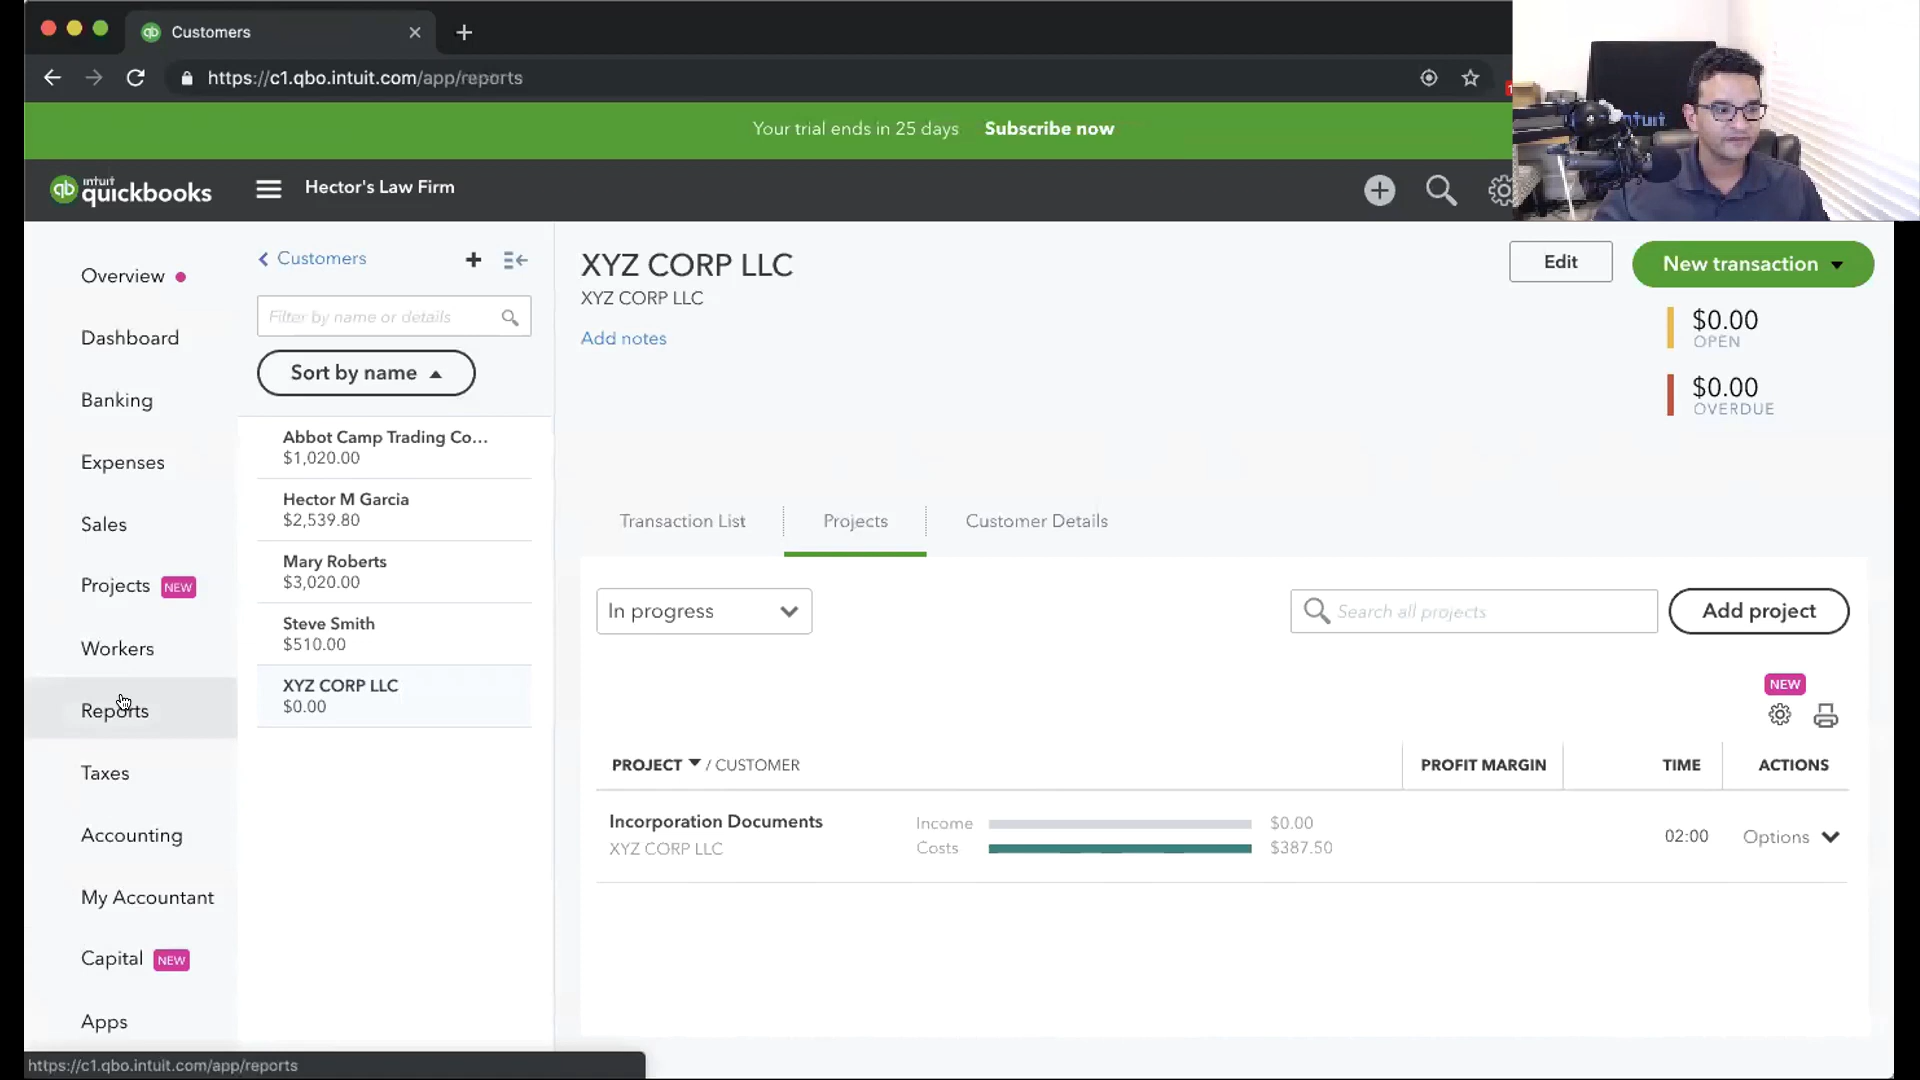 Customers
https://c1.qbo.intuit.com/app/reports
Your trial ends in 25 days Subscribe now
intuit
quickbooks
Hector's Law Firm
Overview
Dashboard
Banking
Expenses
Sales
Projects NEW
Workers
Reports
Taxes
Accounting
My Accountant
Capital NEW
Apps
Customers
Filter by name or details
Sort by name
Abbot Camp Trading Co...
$1,020.00
Hector M Garcia
$2,539.80
Mary Roberts
$3,020.00
Steve Smith
$510.00
XYZ CORP LLC
$0.00
XYZ CORP LLC
XYZ CORP LLC
Add notes
Edit
New transaction
$0.00
OPEN
$0.00
OVERDUE
Transaction List
Projects
Customer Details
In progress
Search all projects
Add project
NEW
PROJECT / CUSTOMER
PROFIT MARGIN
TIME
ACTIONS
Incorporation Documents
XYZ CORP LLC
Income $0.00
Costs $387.50
02:00
Options
https://c1.qbo.intuit.com/app/reports